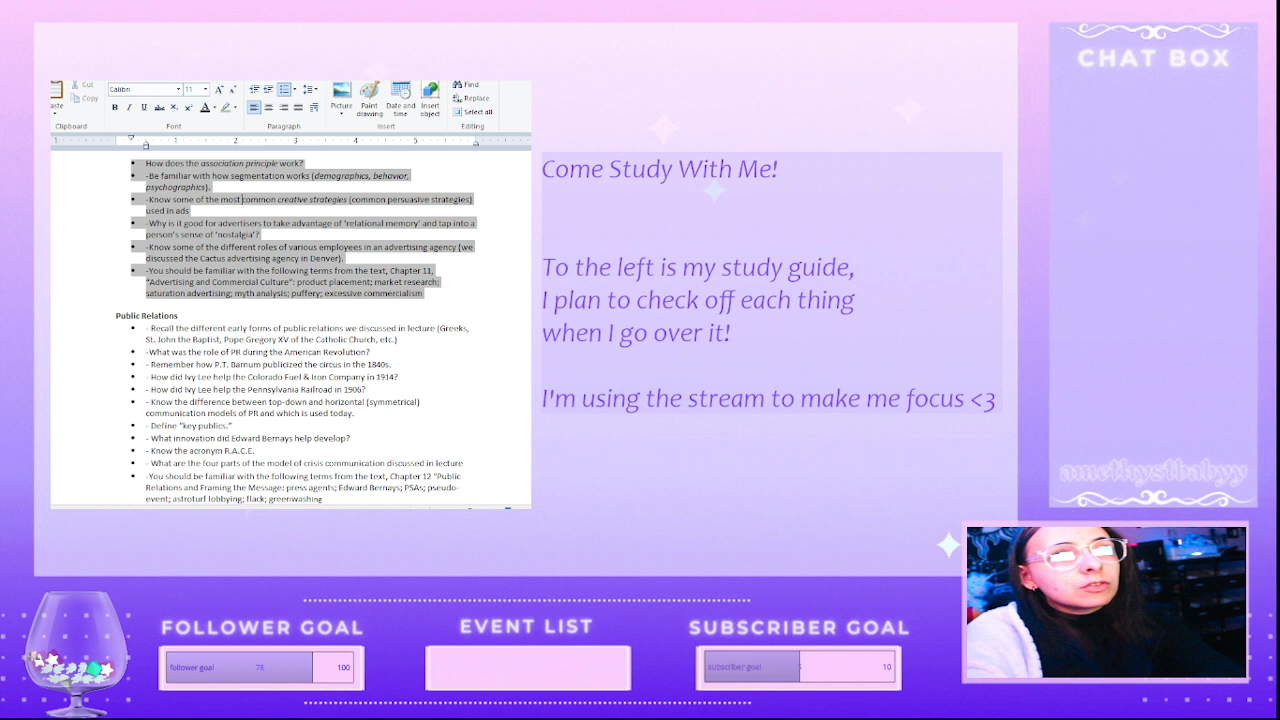 Cut
Copy
aste
Calibri
11
Clipboard
Font
Paragraph
Picture
Paint drawing
Date and time
Insert object
Insert
Find
Replace
Select all
Editing
1 1 2 3 4 5
How does the association principle work?
-Be familiar with how segmentation works (demographics, behavior,
psychographics).
-Know some of the most common creative strategies (common persuasive strategies)
used in ads
-Why is it good for advertisers to take advantage of 'relational memory' and tap into a
person's sense of 'nostalgia'?
-Know some of the different roles of various employees in an advertising agency (we
discussed the Cactus advertising agency in Denver).
-You should be familiar with the following terms from the text, Chapter 11,
"Advertising and Commercial Culture": product placement; market research;
saturation advertising; myth analysis; puffery; excessive commercialism
Public Relations
- Recall the different early forms of public relations we discussed in lecture (Greeks,
St. John the Baptist, Pope Gregory XV of the Catholic Church, etc.)
-What was the role of PR during the American Revolution?
- Remember how P.T. Barnum publicized the circus in the 1840s.
- How did Ivy Lee help the Colorado Fuel & Iron Company in 1914?
- How did Ivy Lee help the Pennsylvania Railroad in 1906?
- Know the difference between top-down and horizontal (symmetrical)
communication models of PR and which is used today.
- Define "key publics."
- What innovation did Edward Bernays help develop?
- Know the acronym R.A.C.E.
- What are the four parts of the model of crisis communication discussed in lecture
-You should be familiar with the following terms from the text, Chapter 12 "Public
Relations and Framing the Message: press agents; Edward Bernays; PSAs; pseudo-
event; astroturf lobbying; flack; greenwashing
Come Study With Me!
To the left is my study guide,
I plan to check off each thing
when I go over it!
I'm using the stream to make me focus <3
CHAT BOX
amethystbabyy
FOLLOWER GOAL
follower goal 78 100
EVENT LIST
SUBSCRIBER GOAL
subscriber goal 10